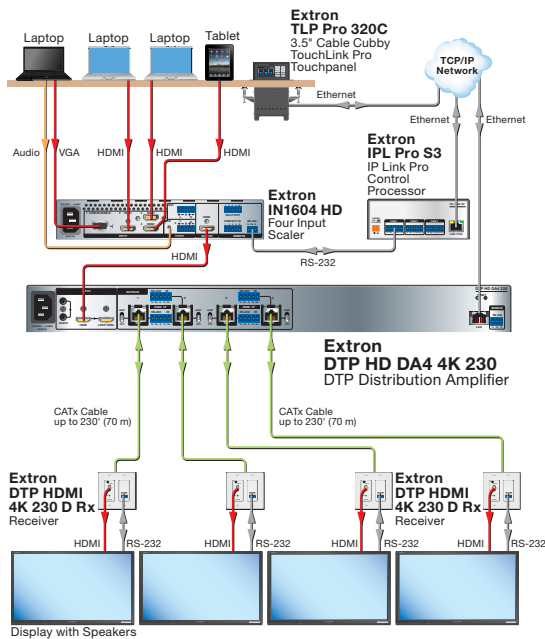 Laptop
Laptop
Laptop
Tablet
Extron
TLP Pro 320C
3.5" Cable Cubby
TouchLink Pro
Touchpanel
TCP/IP
Network
Ethernet
Ethernet
Ethernet
Audio
VGA
HDMI
HDMI
HDMI
Extron
IPL Pro S3
IP Link Pro
Control
Processor
Extron
IN1604 HD
Four Input
Scaler
HDMI
RS-232
DTP HD DA4 230
Extron
DTP HD DA4 4K 230
DTP Distribution Amplifier
CATx Cable
up to 230' (70 m)
CATx Cable
up to 230' (70 m)
Extron
DTP HDMI
4K 230 D Rx
Receiver
Extron
DTP HDMI
4K 230 D Rx
Receiver
HDMI
RS-232
HDMI
RS-232
HDMI
RS-232
HDMI
RS-232
Display with Speakers